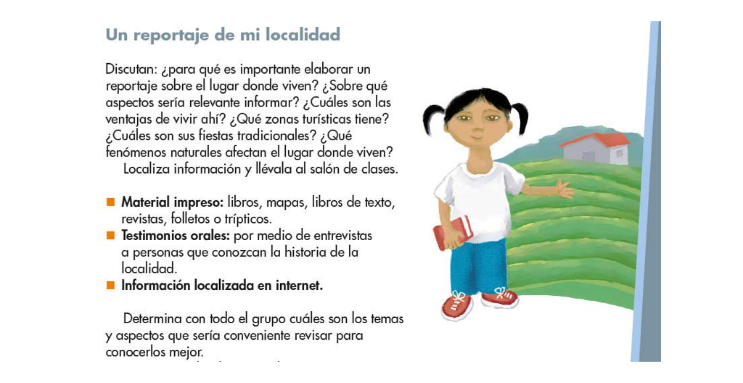 Un reportaje de mi localidad
Discutan: ¿para qué es importante elaborar un
reportaje sobre el lugar donde viven? ¿Sobre qué
aspectos sería relevante informar? ¿Cuáles son las
ventajas de vivir ahí? ¿Qué zonas turísticas tiene?
¿Cuáles son sus fiestas tradicionales? ¿Qué
fenómenos naturales afectan el lugar donde viven?
Localiza información y llévala al salón de clases.
■ Material impreso: libros, mapas, libros de texto,
revistas, folletos o trípticos.
■ Testimonios orales: por medio de entrevistas
a personas que conozcan la historia de la
localidad.
■ Información localizada en internet.
Determina con todo el grupo cuáles son los temas
y aspectos que sería conveniente revisar para
conocerlos mejor.